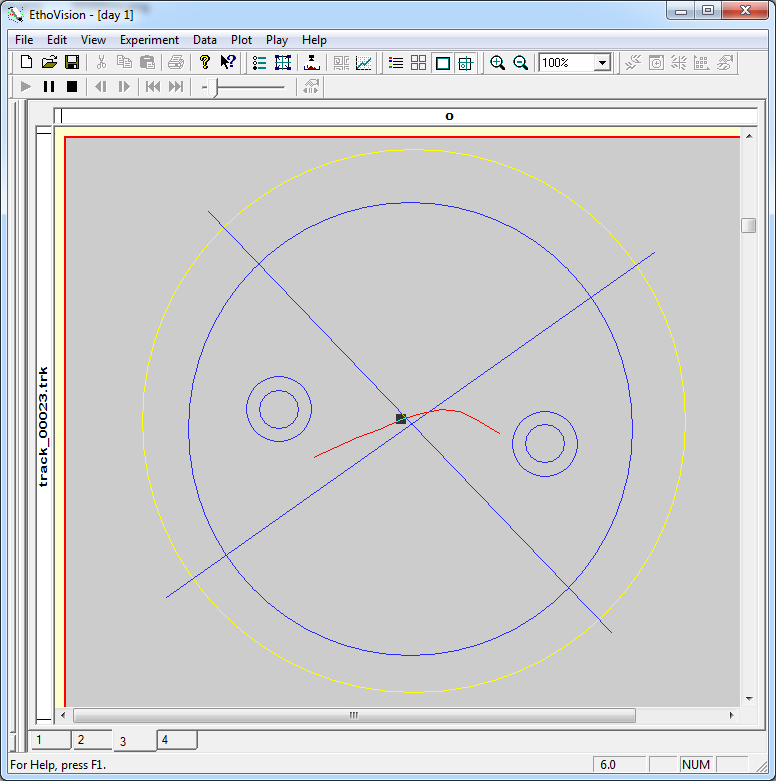 EthoVision - [day 1]
File Edit View Experiment Data Plot Play Help
100%
o
track_00023.trk
1 2 3 4
For Help, press F1. 6.0 NUM